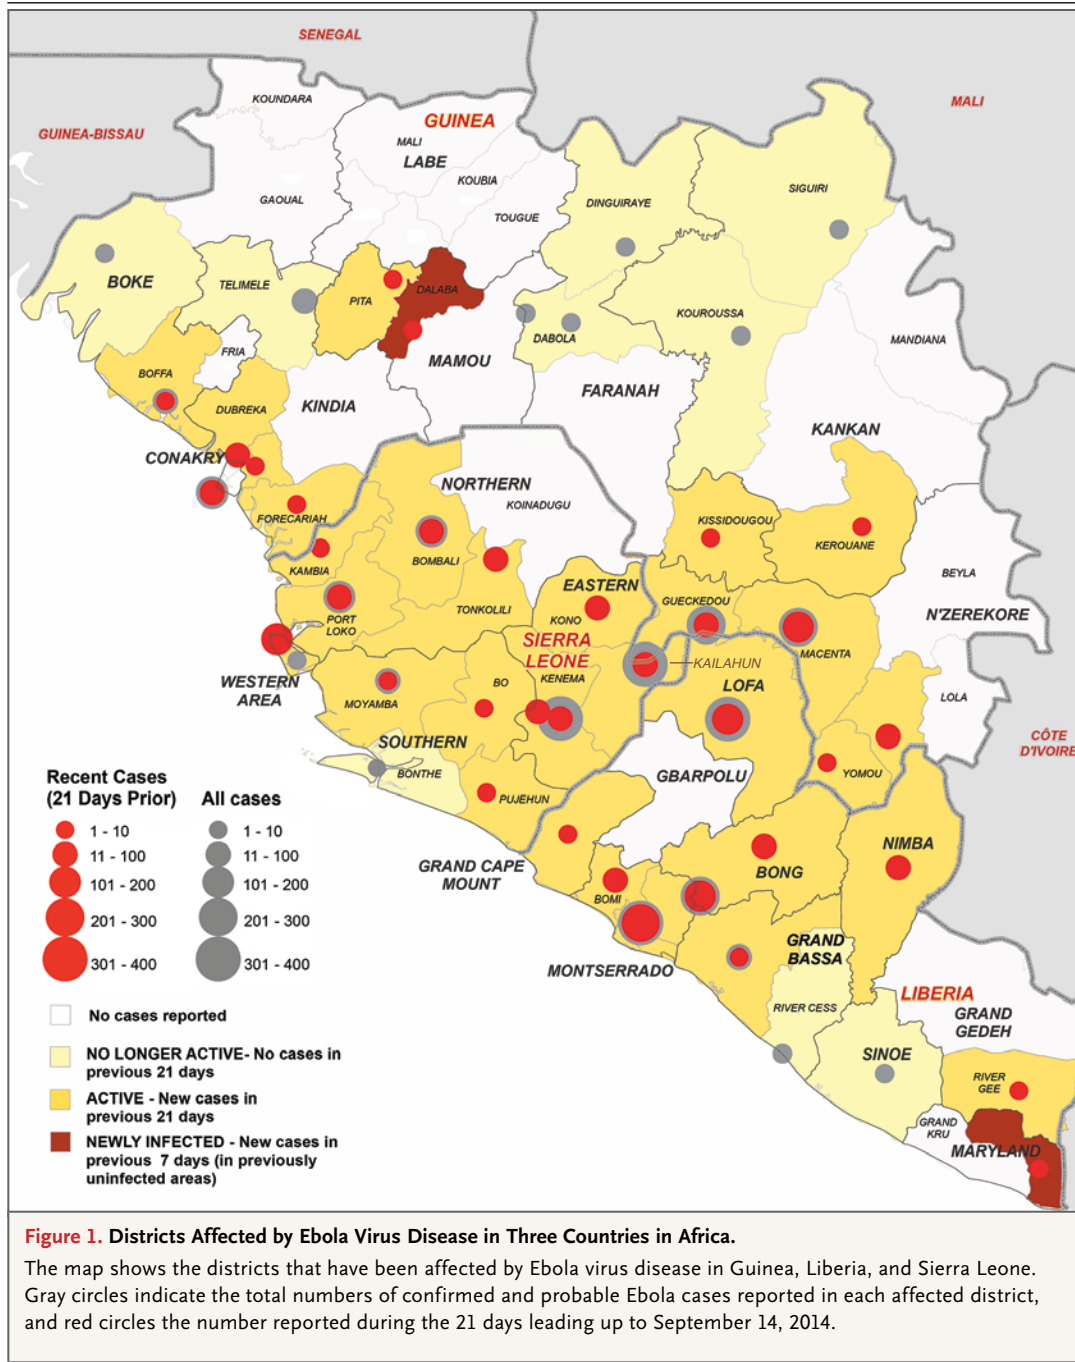 SENEGAL
MALI
GUINEA-BISSAU
KOUNDARA
GUINEA
MALI
LABE
KOUBIA
GAOUAL
TOUGUE
DINGUIRAYE
SIGUIRI
BOKE
TELIMELE
PITA
DALABA
KOUROUSSA
DABOLA
MANDIANA
FRIA
MAMOU
BOFFA
FARANAH
DUBREKA
KINDIA
KANKAN
CONAKRY
NORTHERN
KOINADUGU
FORECARIAH
KISSIDOUGOU
KEROUANE
BOMBALI
KAMBIA
BEYLA
EASTERN
GUECKEDOU
TONKOLILI
KONO
N'ZEREKORE
PORT
LOKO
SIERRA
LEONE
MACENTA
KAILAHUN
KENEMA
WESTERN
AREA
BO
LOFA
LOLA
MOYAMBA
CÔTE
D'IVOIRE
SOUTHERN
BONTHE
GBARPOLU
YOMOU
PUJEHUN
Recent Cases
(21 Days Prior)
All cases
1 - 10
1 - 10
11 - 100
11 - 100
101 - 200
101 - 200
201 - 300
201 - 300
301 - 400
301 - 400
NIMBA
GRAND CAPE
MOUNT
BONG
BOMI
GRAND
BASSA
MONTSERRADO
LIBERIA
RIVER CESS
GRAND
GEDEH
SINOE
RIVER
GEE
GRAND
KRU
MARYLAND
No cases reported
NO LONGER ACTIVE- No cases in
previous 21 days
ACTIVE - New cases in
previous 21 days
NEWLY INFECTED - New cases in
previous 7 days (in previously
uninfected areas)
Figure 1. Districts Affected by Ebola Virus Disease in Three Countries in Africa.
The map shows the districts that have been affected by Ebola virus disease in Guinea, Liberia, and Sierra Leone.
Gray circles indicate the total numbers of confirmed and probable Ebola cases reported in each affected district,
and red circles the number reported during the 21 days leading up to September 14, 2014.